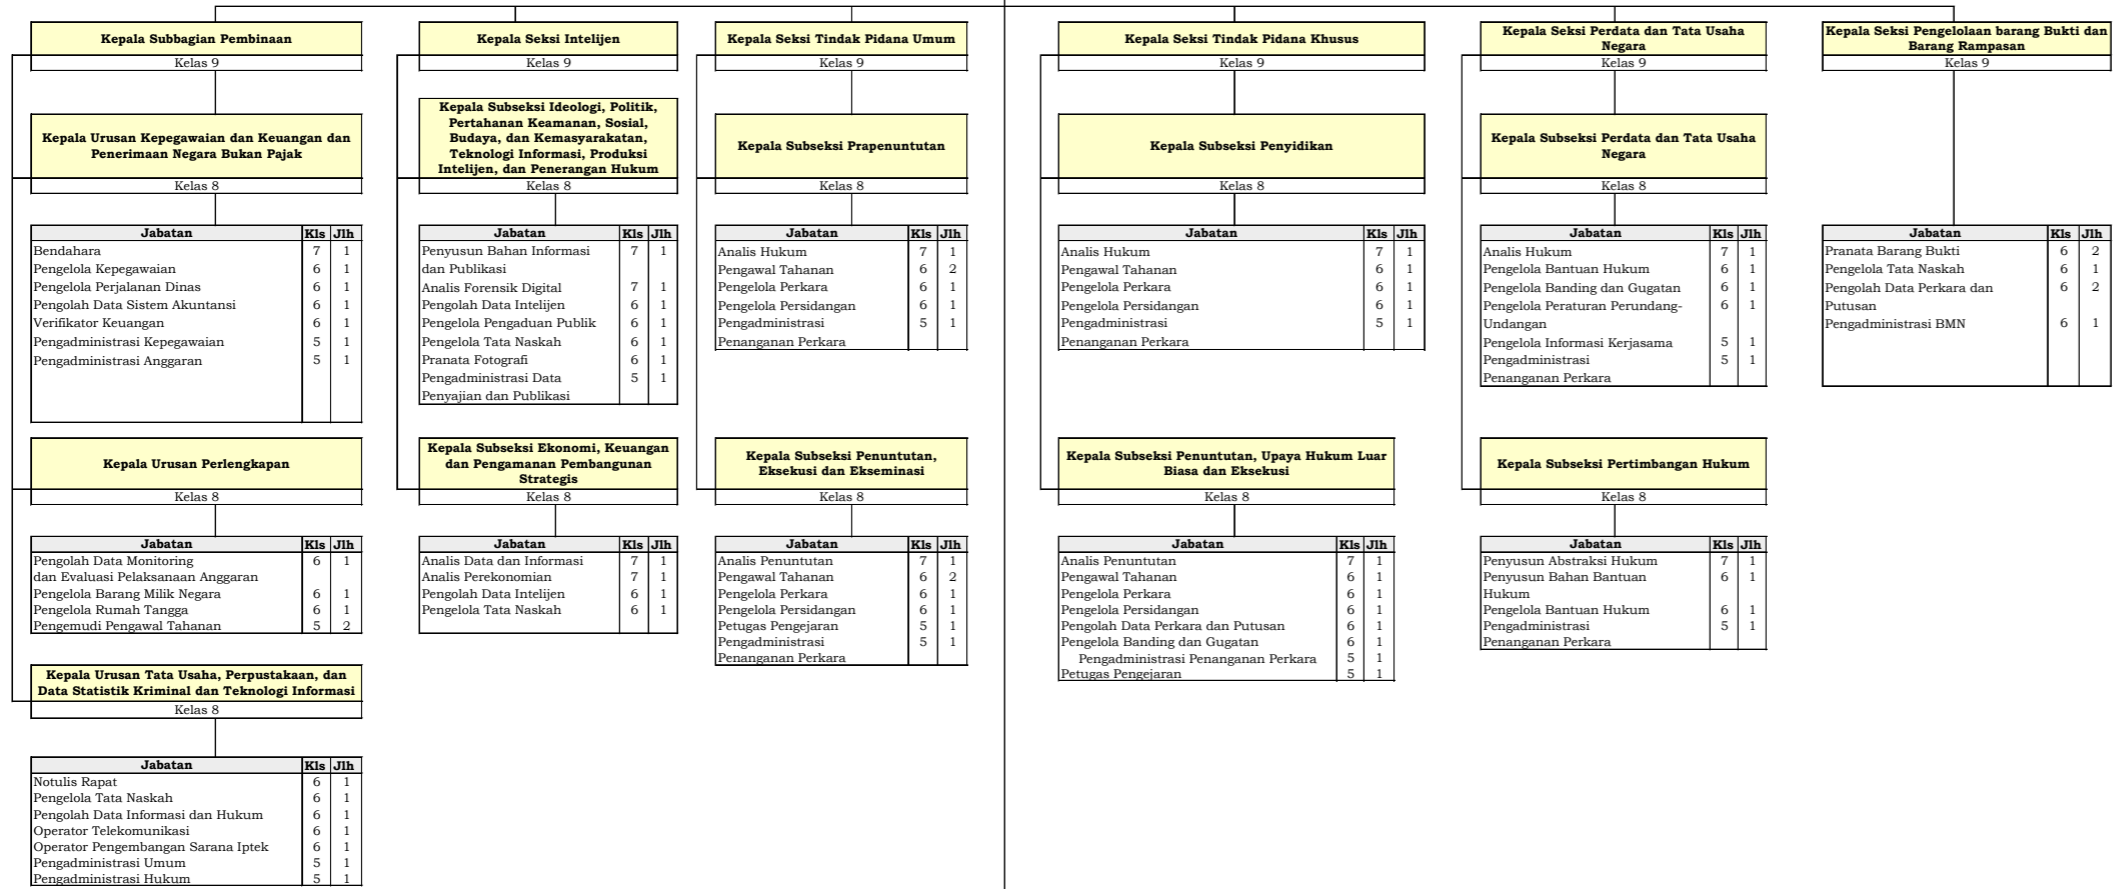 Kepala Subbagian Pembinaan
Kelas 9
Kepala Urusan Kepegawaian dan Keuangan dan
Penerimaan Negara Bukan Pajak
Kelas 8
Jabatan Kls Jlh
Bendahara 7 1
Pengelola Kepegawaian 6 1
Pengelola Perjalanan Dinas 6 1
Pengolah Data Sistem Akuntansi 6 1
Verifikator Keuangan 6 1
Pengadministrasi Kepegawaian 5 1
Pengadministrasi Anggaran 5 1
Kepala Urusan Perlengkapan
Kelas 8
Jabatan Kls Jlh
Pengolah Data Monitoring 6 1
dan Evaluasi Pelaksanaan Anggaran
Pengelola Barang Milik Negara 6 1
Pengelola Rumah Tangga 6 1
Pengemudi Pengawal Tahanan 5 2
Kepala Urusan Tata Usaha, Perpustakaan, dan
Data Statistik Kriminal dan Teknologi Informasi
Kelas 8
Jabatan Kls Jlh
Notulis Rapat 6 1
Pengelola Tata Naskah 6 1
Pengolah Data Informasi dan Hukum 6 1
Operator Telekomunikasi 6 1
Operator Pengembangan Sarana Iptek 6 1
Pengadministrasi Umum 5 1
Pengadministrasi Hukum 5 1
Kepala Seksi Intelijen
Kelas 9
Kepala Subseksi Ideologi, Politik,
Pertahanan Keamanan, Sosial,
Budaya, dan Kemasyarakatan,
Teknologi Informasi, Produksi
Intelijen, dan Penerangan Hukum
Kelas 8
Jabatan Kls Jlh
Penyusun Bahan Informasi 7 1
dan Publikasi
Analis Forensik Digital 7 1
Pengolah Data Intelijen 6 1
Pengelola Pengaduan Publik 6 1
Pengelola Tata Naskah 6 1
Pranata Fotografi 6 1
Pengadministrasi Data 5 1
Penyajian dan Publikasi
Kepala Subseksi Ekonomi, Keuangan
dan Pengamanan Pembangunan
Strategis
Kelas 8
Jabatan Kls Jlh
Analis Data dan Informasi 7 1
Analis Perekonomian 7 1
Pengolah Data Intelijen 6 1
Pengelola Tata Naskah 6 1
Kepala Seksi Tindak Pidana Umum
Kelas 9
Kepala Subseksi Prapenuntutan
Kelas 8
Jabatan Kls Jlh
Analis Hukum 7 1
Pengawal Tahanan 6 2
Pengelola Perkara 6 1
Pengelola Persidangan 6 1
Pengadministrasi 5 1
Penanganan Perkara
Kepala Subseksi Penuntutan,
Eksekusi dan Ekseminasi
Kelas 8
Jabatan Kls Jlh
Analis Penuntutan 7 1
Pengawal Tahanan 6 2
Pengelola Perkara 6 1
Pengelola Persidangan 6 1
Petugas Pengejaran 5 1
Pengadministrasi 5 1
Penanganan Perkara
Kepala Seksi Tindak Pidana Khusus
Kelas 9
Kepala Subseksi Penyidikan
Kelas 8
Jabatan Kls Jlh
Analis Hukum 7 1
Pengawal Tahanan 6 1
Pengelola Perkara 6 1
Pengelola Persidangan 6 1
Pengadministrasi 5 1
Penanganan Perkara
Kepala Subseksi Penuntutan, Upaya Hukum Luar
Biasa dan Eksekusi
Kelas 8
Jabatan Kls Jlh
Analis Penuntutan 7 1
Pengawal Tahanan 6 1
Pengelola Perkara 6 1
Pengelola Persidangan 6 1
Pengolah Data Perkara dan Putusan 6 1
Pengelola Banding dan Gugatan 6 1
Pengadministrasi Penanganan Perkara 5 1
Petugas Pengejaran 5 1
Kepala Seksi Perdata dan Tata Usaha
Negara
Kelas 9
Kepala Subseksi Perdata dan Tata Usaha
Negara
Kelas 8
Jabatan Kls Jlh
Analis Hukum 7 1
Pengelola Bantuan Hukum 6 1
Pengelola Banding dan Gugatan 6 1
Pengelola Peraturan Perundang- 6 1
Undangan
Pengelola Informasi Kerjasama 5 1
Pengadministrasi 5 1
Penanganan Perkara
Kepala Subseksi Pertimbangan Hukum
Kelas 8
Jabatan Kls Jlh
Penyusun Abstraksi Hukum 7 1
Penyusun Bahan Bantuan 6 1
Hukum
Pengelola Bantuan Hukum 6 1
Pengadministrasi 5 1
Penanganan Perkara
Kepala Seksi Pengelolaan barang Bukti dan
Barang Rampasan
Kelas 9
Jabatan Kls Jlh
Pranata Barang Bukti 6 2
Pengelola Tata Naskah 6 1
Pengolah Data Perkara dan 6 2
Putusan
Pengadministrasi BMN 6 1